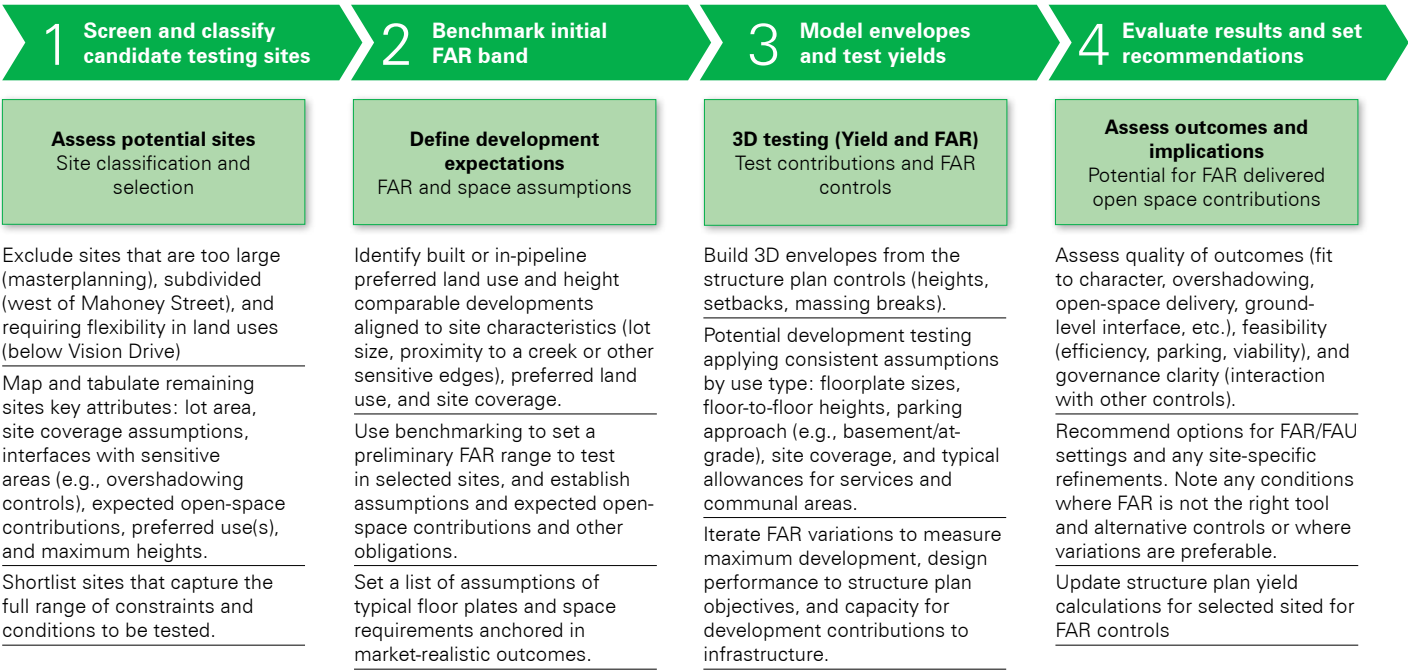 1
Screen and classify
candidate testing sites
2
Benchmark initial
FAR band
3
Model envelopes
and test yields
4
Evaluate results and set
recommendations
Assess potential sites
Site classification and
selection
Exclude sites that are too large
(masterplanning), subdivided
(west of Mahoney Street), and
requiring flexibility in land uses
(below Vision Drive)
Map and tabulate remaining
sites key attributes: lot area,
site coverage assumptions,
interfaces with sensitive
areas (e.g., overshadowing
controls), expected open-space
contributions, preferred use(s),
and maximum heights.
Shortlist sites that capture the
full range of constraints and
conditions to be tested.
Define development
expectations
FAR and space assumptions
Identify built or in-pipeline
preferred land use and height
comparable developments
aligned to site characteristics (lot
size, proximity to a creek or other
sensitive edges), preferred land
use, and site coverage.
Use benchmarking to set a
preliminary FAR range to test
in selected sites, and establish
assumptions and expected open-
space contributions and other
obligations.
Set a list of assumptions of
typical floor plates and space
requirements anchored in
market-realistic outcomes.
3D testing (Yield and FAR)
Test contributions and FAR
controls
Build 3D envelopes from the
structure plan controls (heights,
setbacks, massing breaks).
Potential development testing
applying consistent assumptions
by use type: floorplate sizes,
floor-to-floor heights, parking
approach (e.g., basement/at-
grade), site coverage, and typical
allowances for services and
communal areas.
Iterate FAR variations to measure
maximum development, design
performance to structure plan
objectives, and capacity for
development contributions to
infrastructure.
Assess outcomes and
implications
Potential for FAR delivered
open space contributions
Assess quality of outcomes (fit
to character, overshadowing,
open-space delivery, ground-
level interface, etc.), feasibility
(efficiency, parking, viability), and
governance clarity (interaction
with other controls).
Recommend options for FAR/FAU
settings and any site-specific
refinements. Note any conditions
where FAR is not the right tool
and alternative controls or where
variations are preferable.
Update structure plan yield
calculations for selected sited for
FAR controls